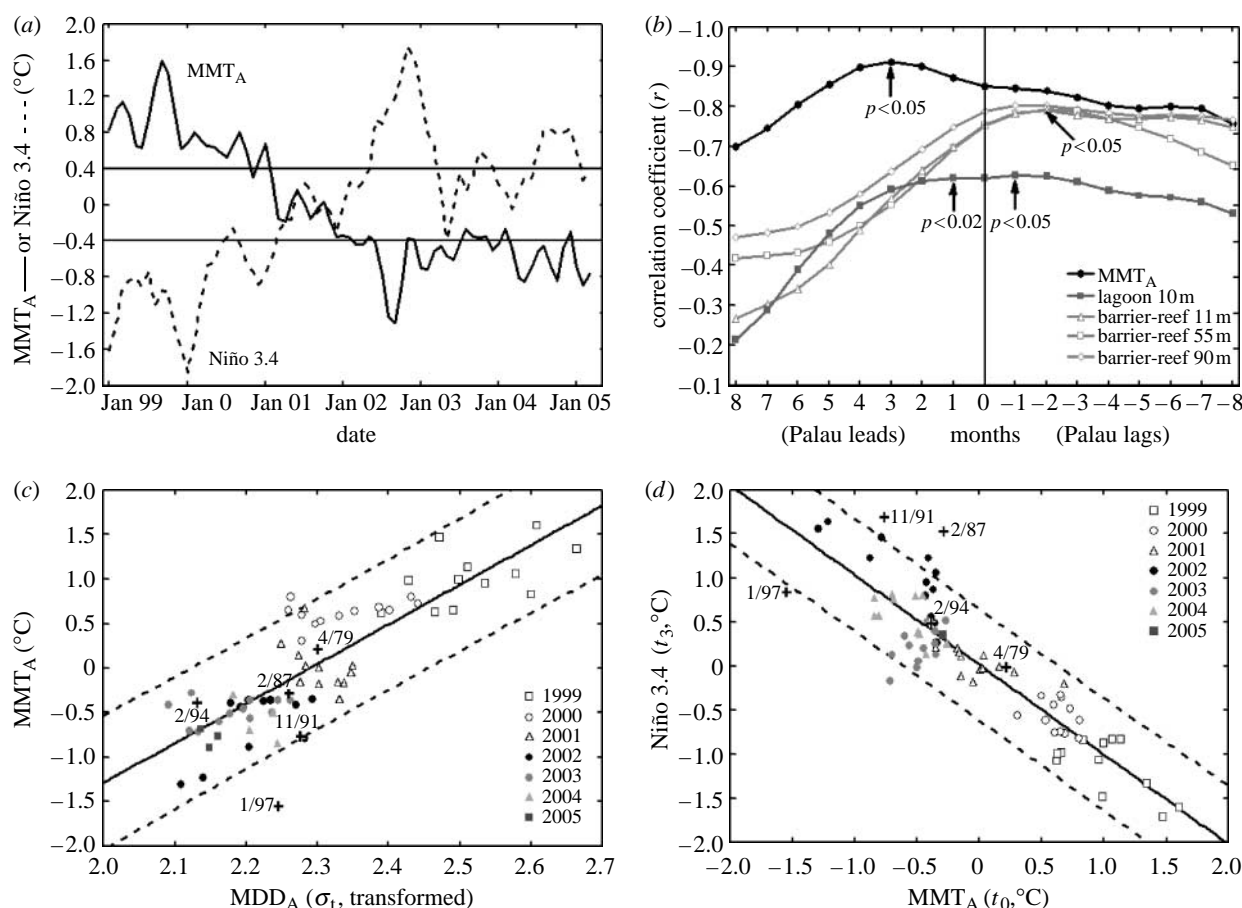 (a)
2.0
1.6
1.2
0.8
0.4
0
−0.4
−0.8
−1.2
−1.6
−2.0
MMT_A —— or Niño 3.4 - - - (°C)
MMT_A
Niño 3.4
Jan 99
Jan 0
Jan 01
Jan 02
Jan 03
Jan 04
Jan 05
date
(b)
−1.0
−0.9
−0.8
−0.7
−0.6
−0.5
−0.4
−0.3
−0.2
−0.1
correlation coefficient (r)
p<0.05
p<0.05
p<0.02
p<0.05
MMT_A
lagoon 10 m
barrier-reef 11 m
barrier-reef 55 m
barrier-reef 90 m
8 7 6 5 4 3 2 1 0 −1 −2 −3 −4 −5 −6 −7 −8
(Palau leads) months (Palau lags)
(c)
2.0
1.5
1.0
0.5
0
−0.5
−1.0
−1.5
−2.0
MMT_A (°C)
4/79
2/87
2/94
11/91
1/97
1999
2000
2001
2002
2003
2004
2005
2.0 2.1 2.2 2.3 2.4 2.5 2.6 2.7
MDD_A (σ_t, transformed)
(d)
2.0
1.5
1.0
0.5
0
−0.5
−1.0
−1.5
−2.0
Niño 3.4 (t_3,°C)
11/91
2/87
1/97
2/94
4/79
1999
2000
2001
2002
2003
2004
2005
−2.0 −1.5 −1.0 −0.5 0 0.5 1.0 1.5 2.0
MMT_A (t_0,°C)